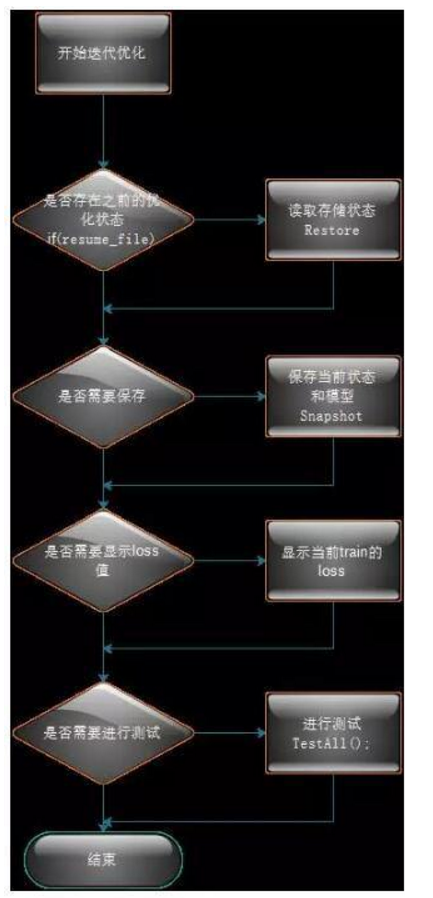 开始迭代优化
是否存在之前的优
化状态
if(resume_file)
读取存储状态
Restore
是否需要保存
保存当前状态
和模型
Snapshot
是否需要显示loss
值
显示当前train的
loss
是否需要进行测试
进行测试
TestAll();
结束